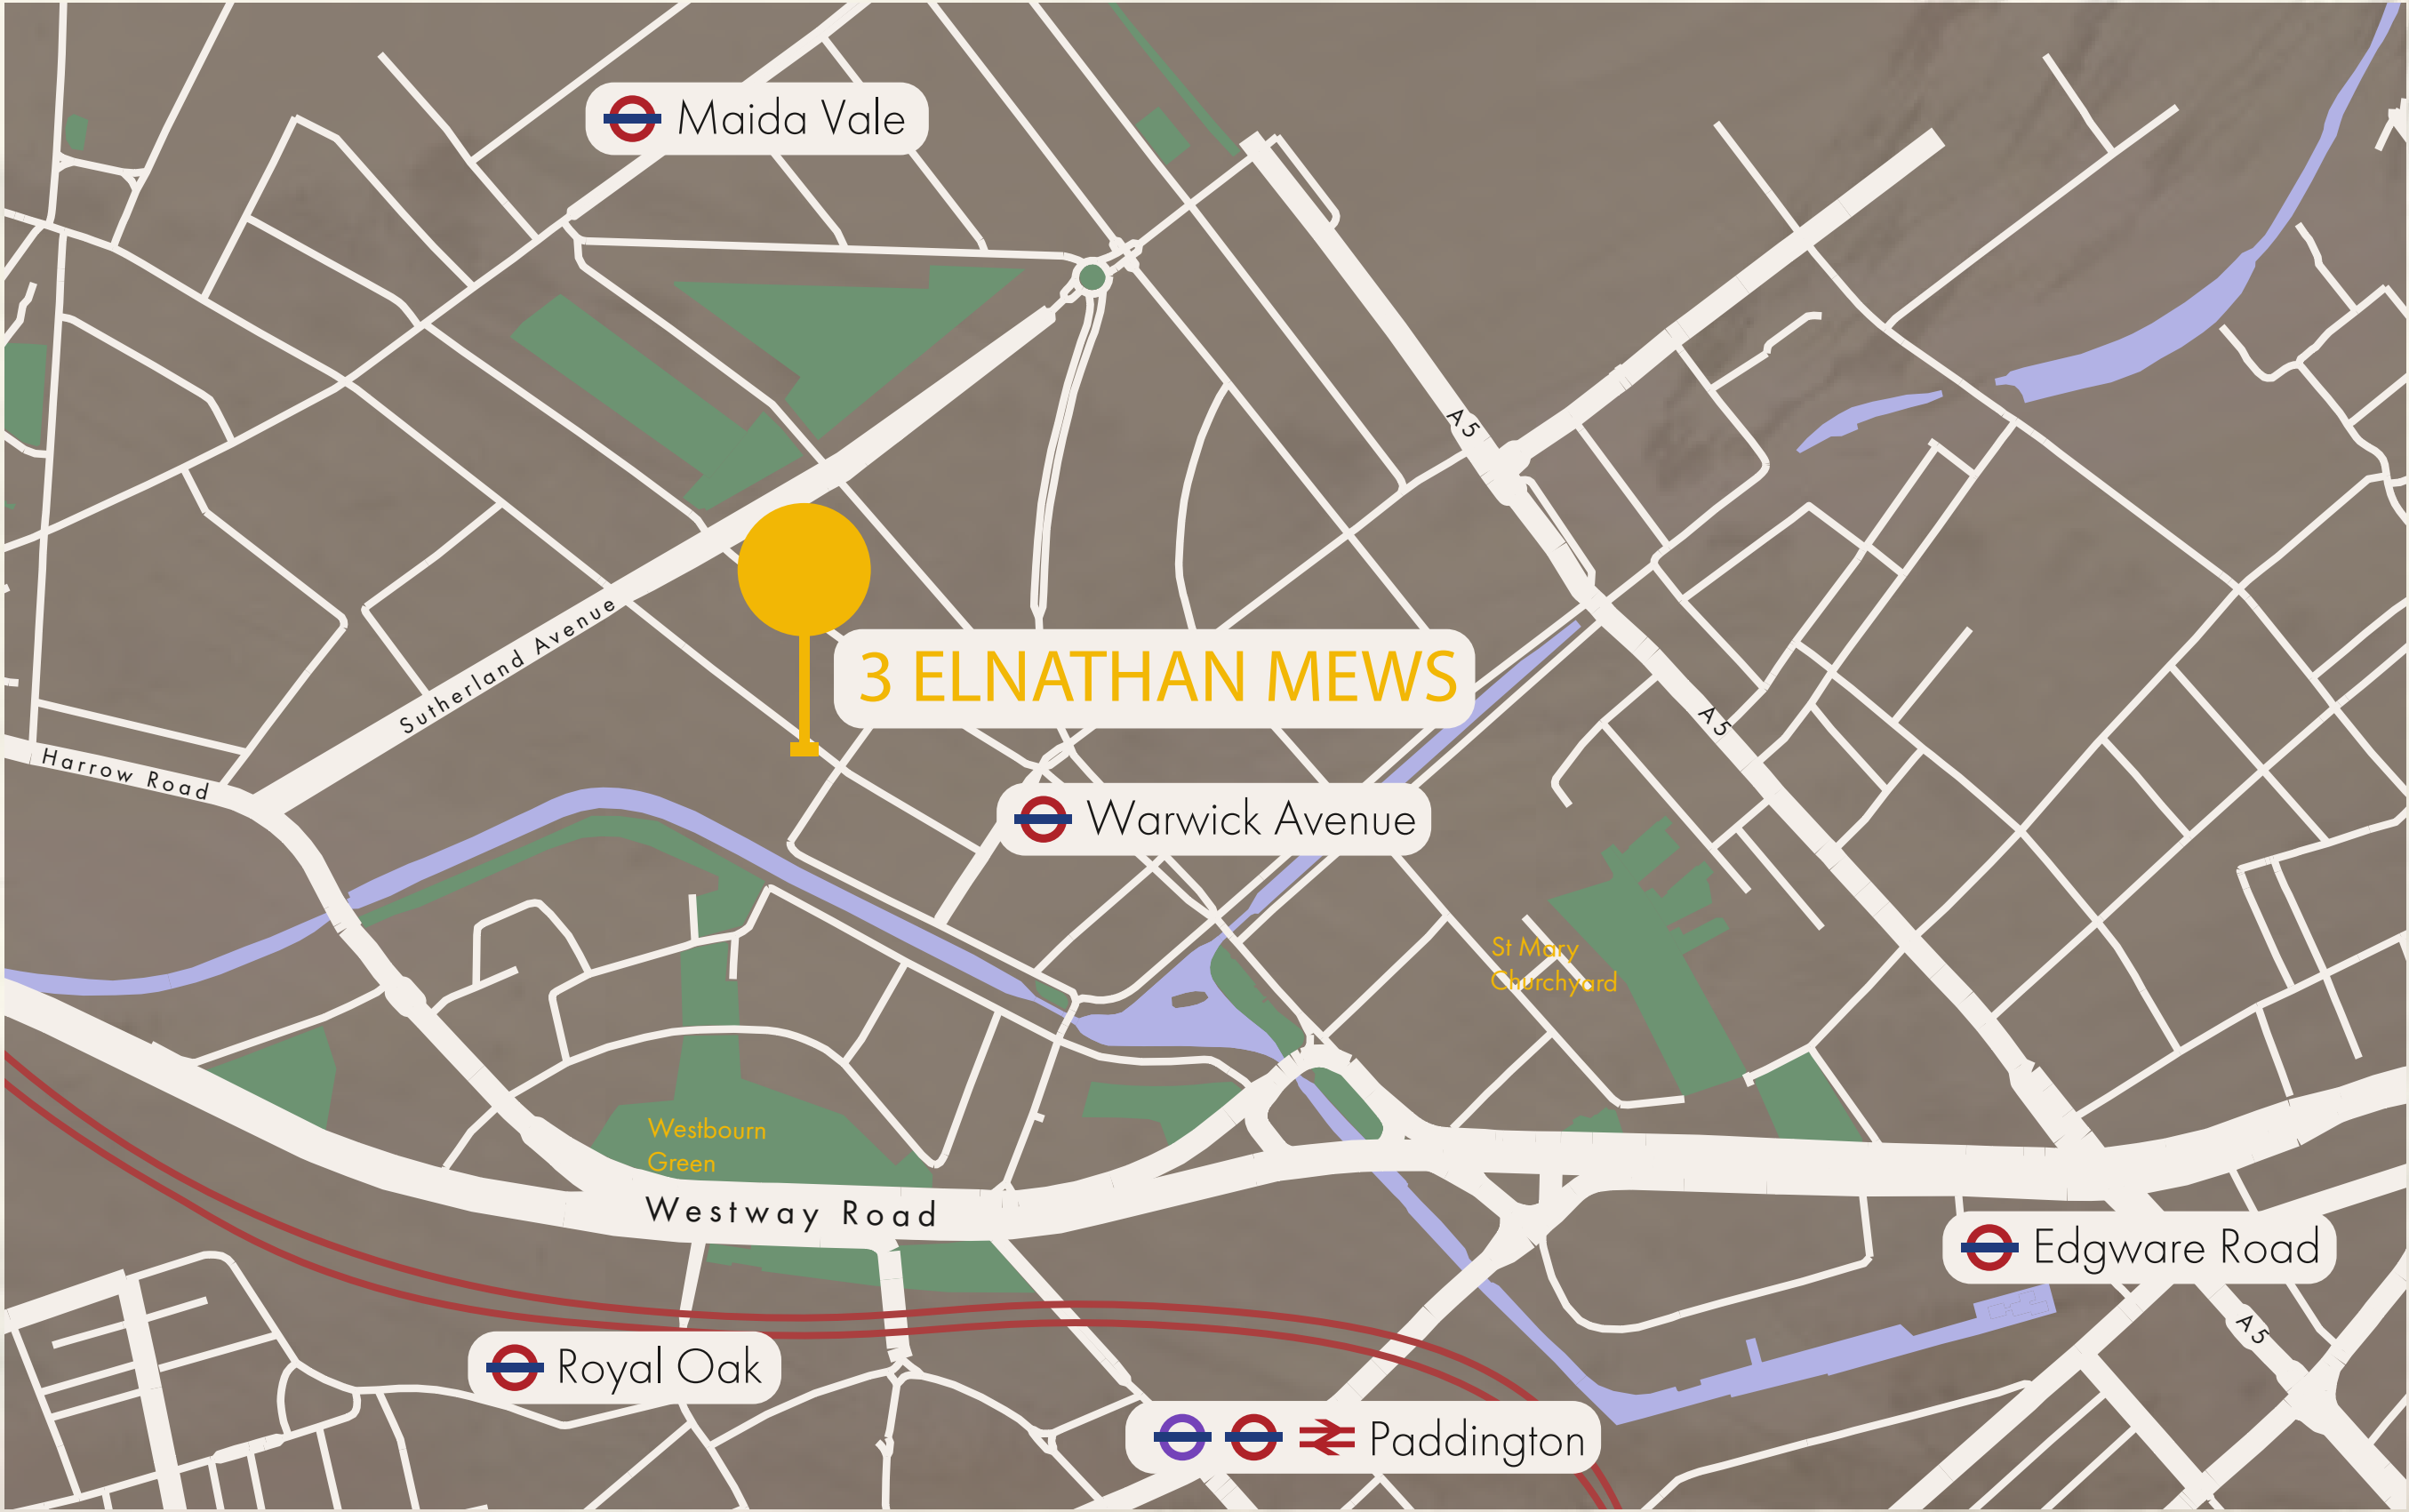 Maida Vale
A5
3 ELNATHAN MEWS
Sutherland Avenue
A5
Harrow Road
Warwick Avenue
St Mary
Churchyard
Westbourn
Green
Westway Road
Edgware Road
A5
Royal Oak
Paddington